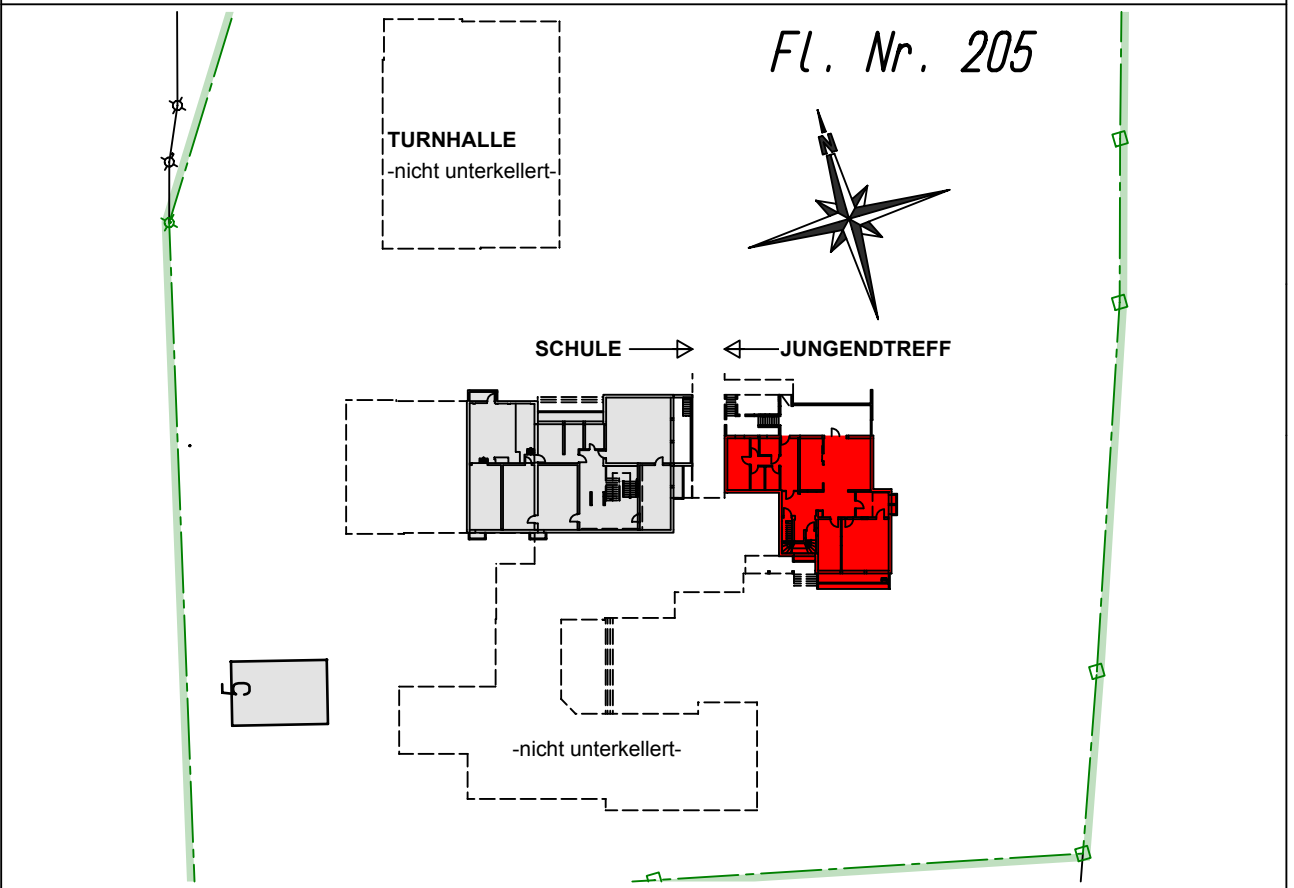 Fl. Nr. 205
TURNHALLE
-nicht unterkellert-
N
SCHULE
JUNGENDTREFF
5
-nicht unterkellert-